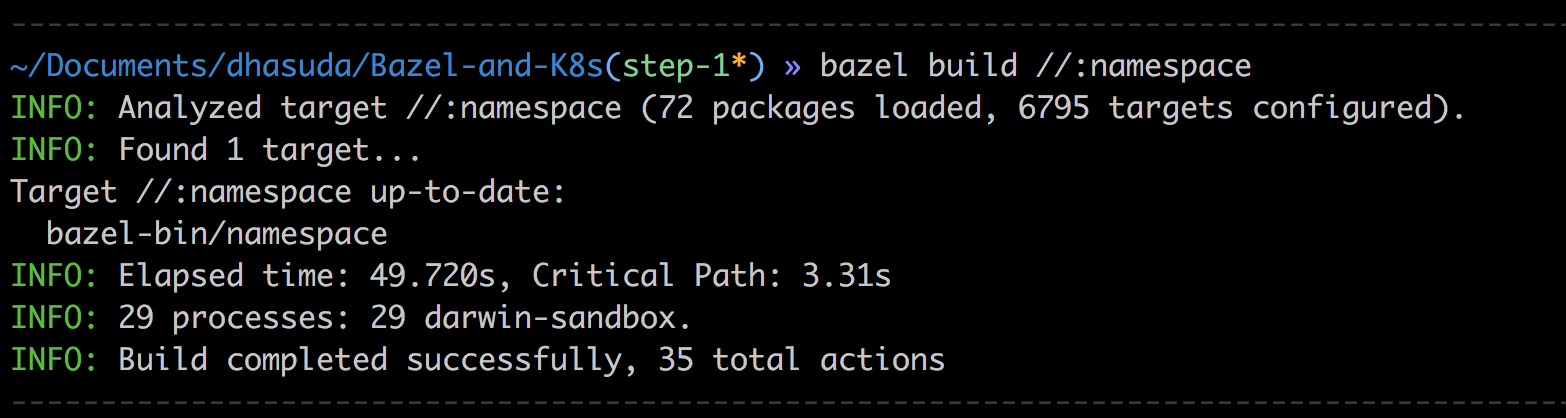 ~/Documents/dhasuda/Bazel-and-K8s(step-1*) » bazel build //:namespace
INFO: Analyzed target //:namespace (72 packages loaded, 6795 targets configured).
INFO: Found 1 target...
Target //:namespace up-to-date:
  bazel-bin/namespace
INFO: Elapsed time: 49.720s, Critical Path: 3.31s
INFO: 29 processes: 29 darwin-sandbox.
INFO: Build completed successfully, 35 total actions